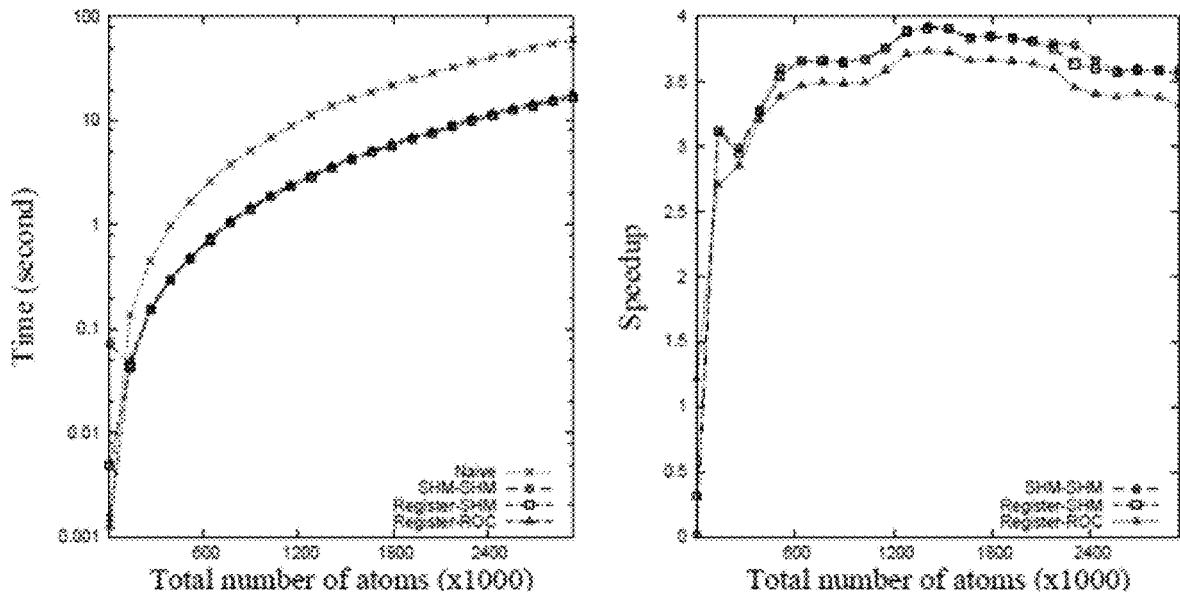 100
10
1
0.1
0.01
0.001
Time (second)
Naive
SHM-SHM
Register-SHM
Register-ROC
600 1200 1800 2400
Total number of atoms (x1000)
4
3.5
3
2.5
2
1.5
1
0.5
0
Speedup
SHM-SHM
Register-SHM
Register-ROC
600 1200 1800 2400
Total number of atoms (x1000)